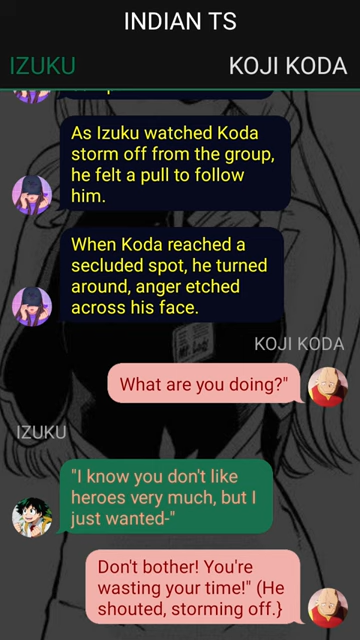 INDIAN TS
IZUKU
KOJI KODA
As Izuku watched Koda
storm off from the group,
he felt a pull to follow
him.
When Koda reached a
secluded spot, he turned
around, anger etched
across his face.
KOJI KODA
What are you doing?"
IZUKU
"I know you don't like
heroes very much, but I
just wanted-"
Don't bother! You're
wasting your time!" (He
shouted, storming off.}